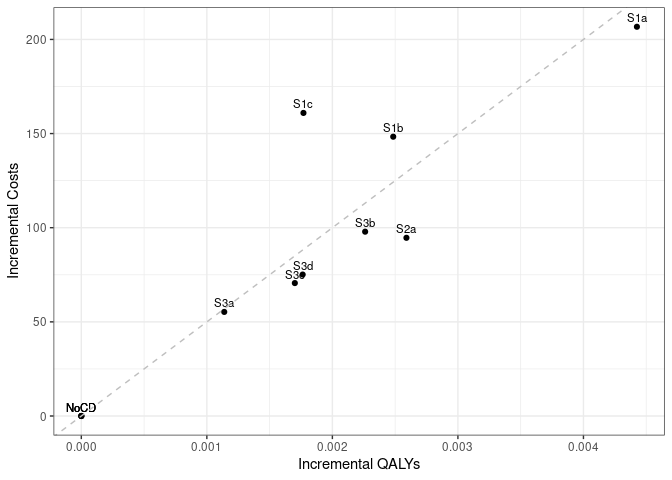 200
150
100
50
0
S1a
S1c
S1b
S3b
S2a
S3d
S3a
NoCD
0.000
0.001
0.002
0.003
0.004
Incremental QALYs
Incremental Costs